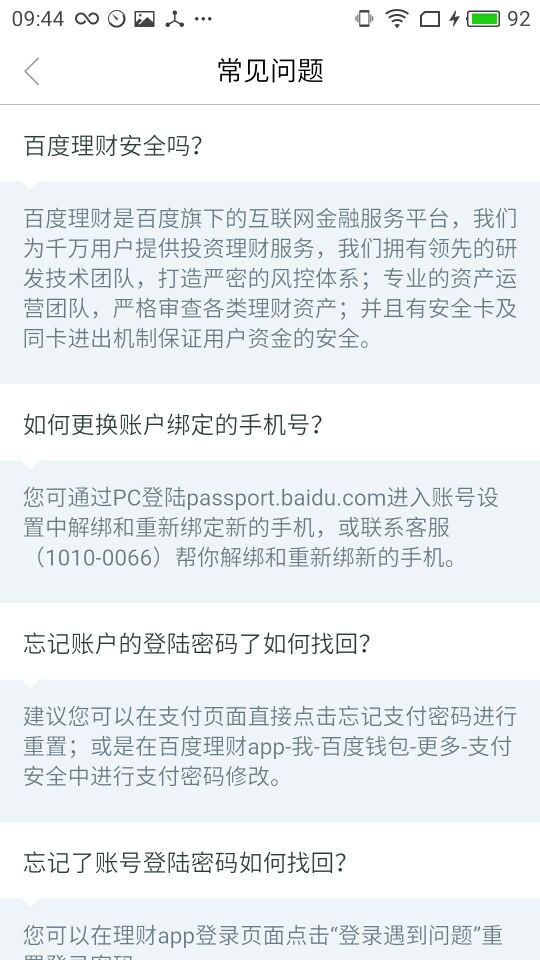 09:44
92
常见问题
百度理财安全吗？
百度理财是百度旗下的互联网金融服务平台，我们
为千万用户提供投资理财服务，我们拥有领先的研
发技术团队，打造严密的风控体系；专业的资产运
营团队，严格审查各类理财资产；并且有安全卡及
同卡进出机制保证用户资金的安全。
如何更换账户绑定的手机号？
您可通过PC登陆passport.baidu.com进入账号设
置中解绑和重新绑定新的手机，或联系客服
（1010-0066）帮你解绑和重新绑新的手机。
忘记账户的登陆密码了如何找回？
建议您可以在支付页面直接点击忘记支付密码进行
重置；或是在百度理财app-我-百度钱包-更多-支付
安全中进行支付密码修改。
忘记了账号登陆密码如何找回？
您可以在理财app登录页面点击“登录遇到问题”重
置登录密码